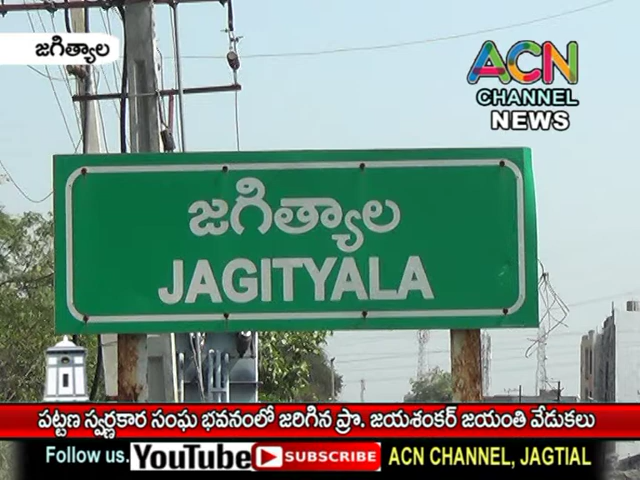 జగిత్యాల
ACN
CHANNEL
NEWS
జగిత్యాల
JAGITYALA
పట్టణ స్వర్ణకార సంఘ భవనంలో జరిగిన ప్రొ. జయశంకర్ జయంతి వేడుకలు
Follow us. YouTube SUBSCRIBE ACN CHANNEL, JAGTIAL